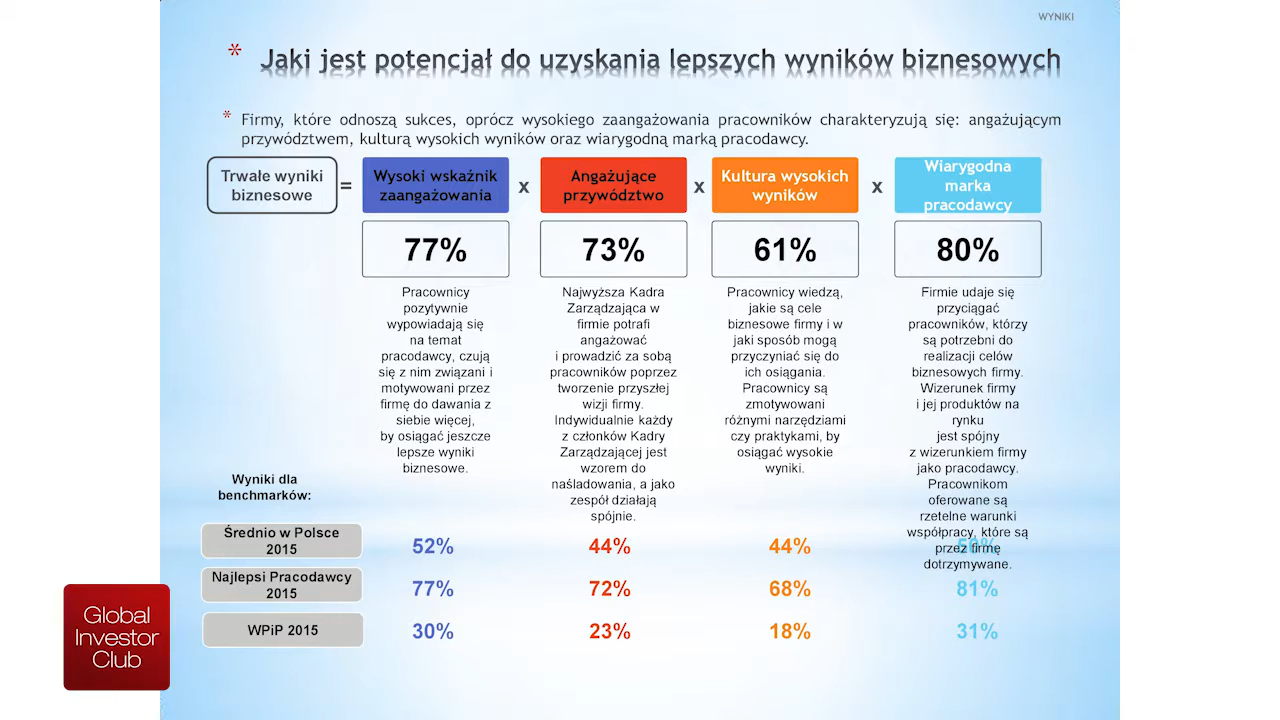 WYNIKI
* Jaki jest potencjał do uzyskania lepszych wyników biznesowych
* Firmy, które odnoszą sukces, oprócz wysokiego zaangażowania pracowników charakteryzują się: angażującym
przywództwem, kulturą wysokich wyników oraz wiarygodną marką pracodawcy.
Trwałe wyniki
biznesowe
=
Wysoki wskaźnik
zaangażowania
x
Angażujące
przywództwo
x
Kultura wysokich
wyników
x
Wiarygodna
marka
pracodawcy
77%
73%
61%
80%
Pracownicy
pozytywnie
wypowiadają się
na temat
pracodawcy, czują
się z nim związani i
motywowani przez
firmę do dawania z
siebie więcej,
by osiągać jeszcze
lepsze wyniki
biznesowe.
Najwyższa Kadra
Zarządzająca w
firmie potrafi
angażować
i prowadzić za sobą
pracowników poprzez
tworzenie przyszłej
wizji firmy.
Indywidualnie każdy
z członków Kadry
Zarządzającej jest
wzorem do
naśladowania, a jako
zespół działają
spójnie.
Pracownicy wiedzą,
jakie są cele
biznesowe firmy i w
jaki sposób mogą
przyczyniać się do
ich osiągania.
Pracownicy są
zmotywowani
różnymi narzędziami
czy praktykami, by
osiągać wysokie
wyniki.
Firmie udaje się
przyciągać
pracowników, którzy
są potrzebni do
realizacji celów
biznesowych firmy.
Wizerunek firmy
i jej produktów na
rynku
jest spójny
z wizerunkiem firmy
jako pracodawcy.
Pracownikom
oferowane są
rzetelne warunki
współpracy, które są
przez firmę
dotrzymywane.
Wyniki dla
benchmarków:
Średnio w Polsce
2015
52%
44%
44%
Najlepsi Pracodawcy
2015
77%
72%
68%
81%
WPiP 2015
30%
23%
18%
31%
Global
Investor
Club